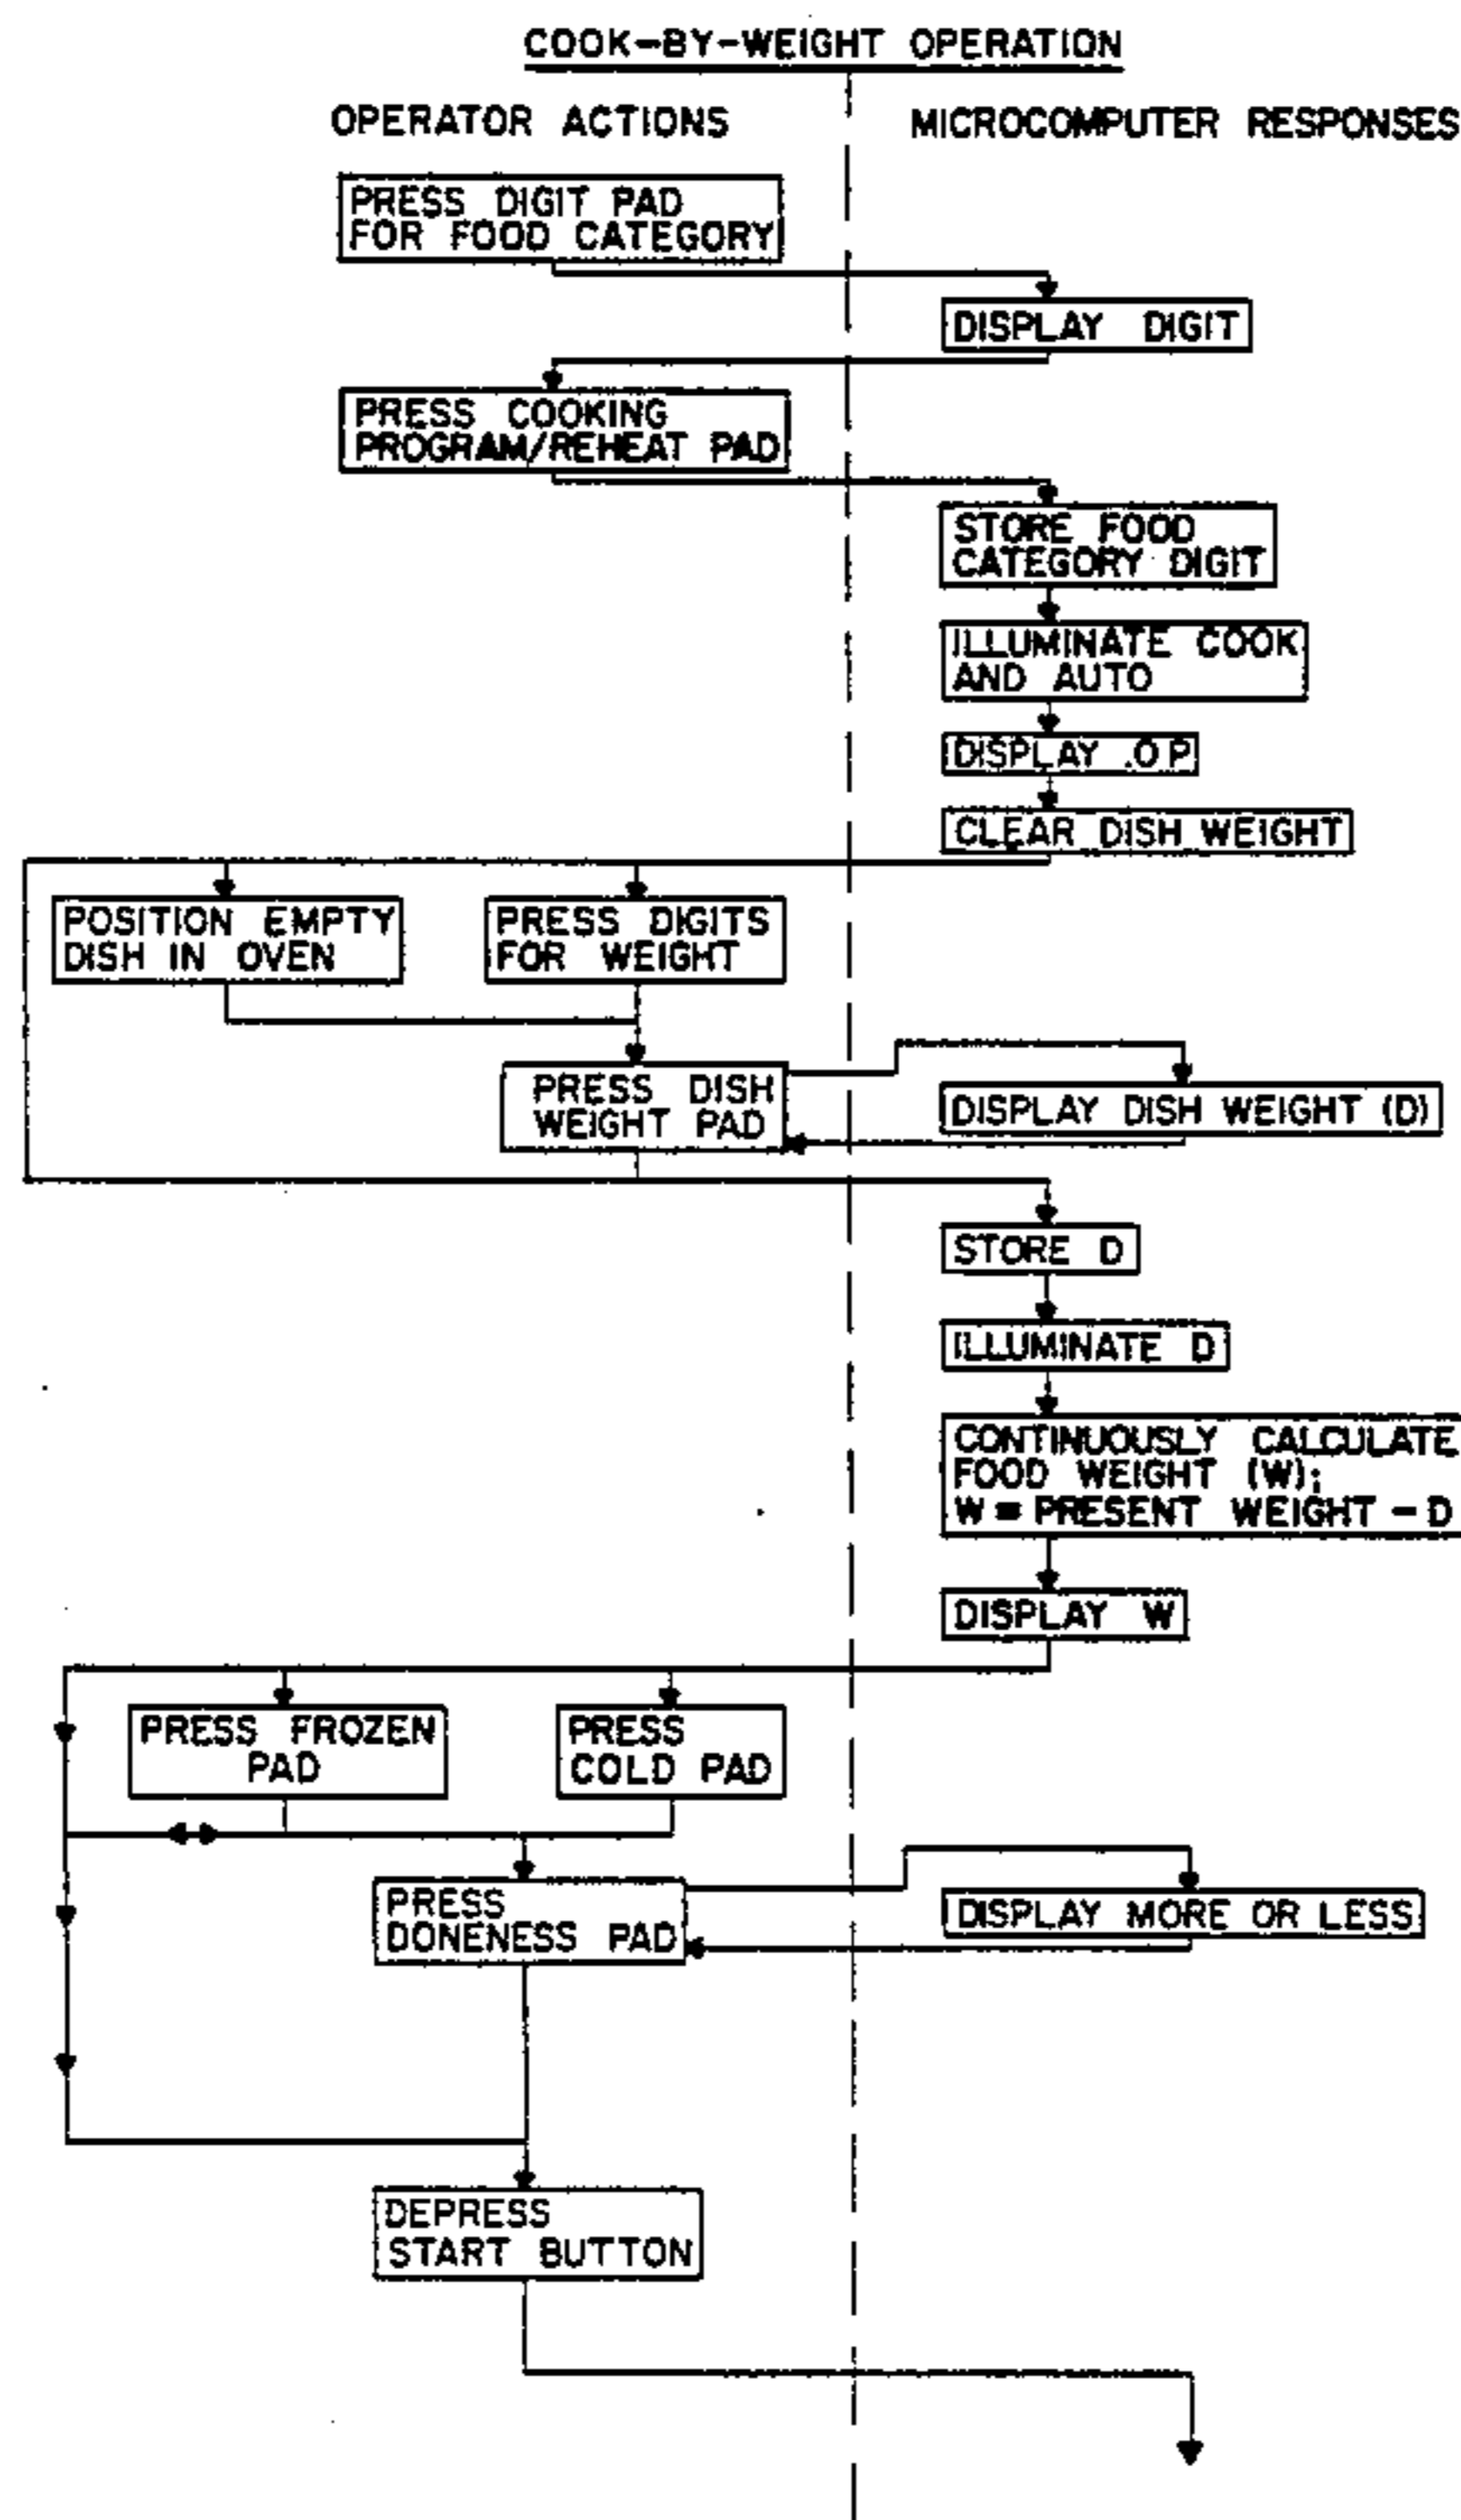 COOK-BY-WEIGHT OPERATION
OPERATOR ACTIONS
MICROCOMPUTER RESPONSES
PRESS DIGIT PAD
FOR FOOD CATEGORY
DISPLAY DIGIT
PRESS COOKING
PROGRAM/REHEAT PAD
STORE FOOD
CATEGORY DIGIT
ILLUMINATE COOK
AND AUTO
DISPLAY .0 P
CLEAR DISH WEIGHT
POSITION EMPTY
DISH IN OVEN
PRESS DIGITS
FOR WEIGHT
PRESS DISH
WEIGHT PAD
DISPLAY DISH WEIGHT (D)
STORE D
ILLUMINATE D
CONTINUOUSLY CALCULATE
FOOD WEIGHT (W);
W = PRESENT WEIGHT - D
DISPLAY W
PRESS FROZEN
PAD
PRESS
COLD PAD
PRESS
DONENESS PAD
DISPLAY MORE OR LESS
DEPRESS
START BUTTON